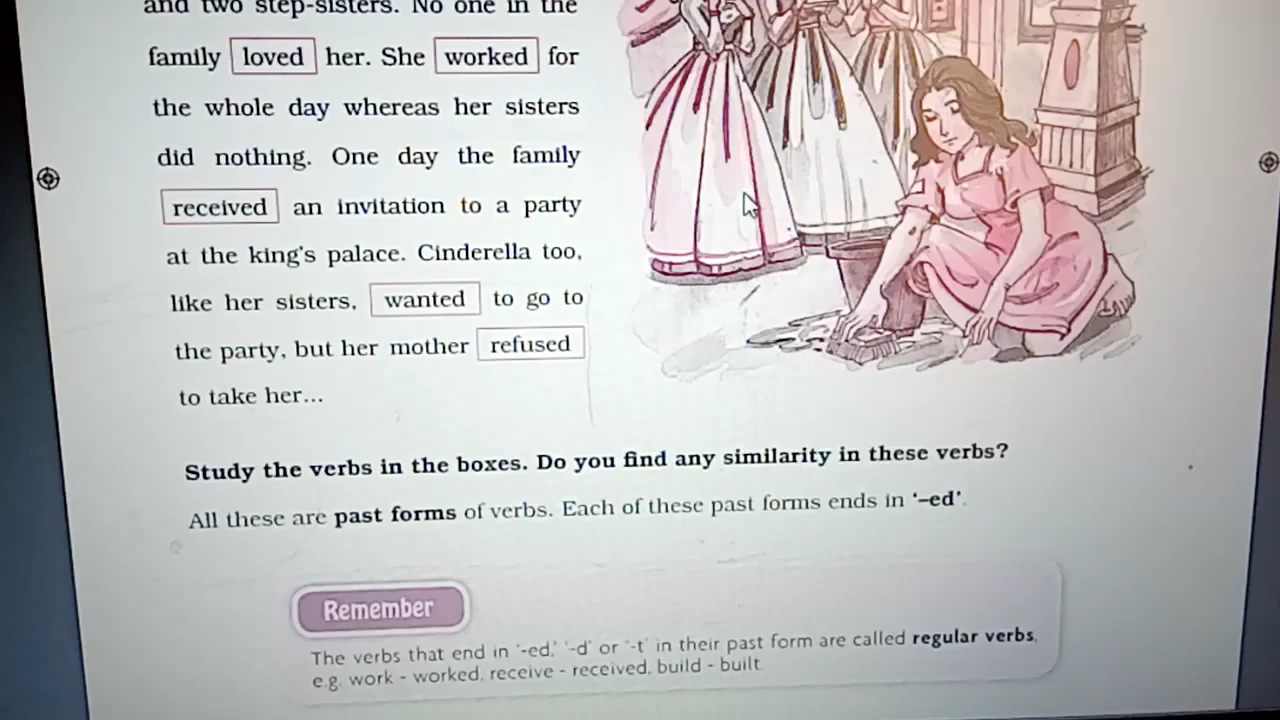 and two step-sisters. No one in the
family loved her. She worked for
the whole day whereas her sisters
did nothing. One day the family
received an invitation to a party
at the king's palace. Cinderella too,
like her sisters, wanted to go to
the party, but her mother refused
to take her...
Study the verbs in the boxes. Do you find any similarity in these verbs?
All these are past forms of verbs. Each of these past forms ends in ‘–ed’.
Remember
The verbs that end in '-ed,' '-d' or '-t' in their past form are called regular verbs,
e.g. work - worked, receive - received, build - built.